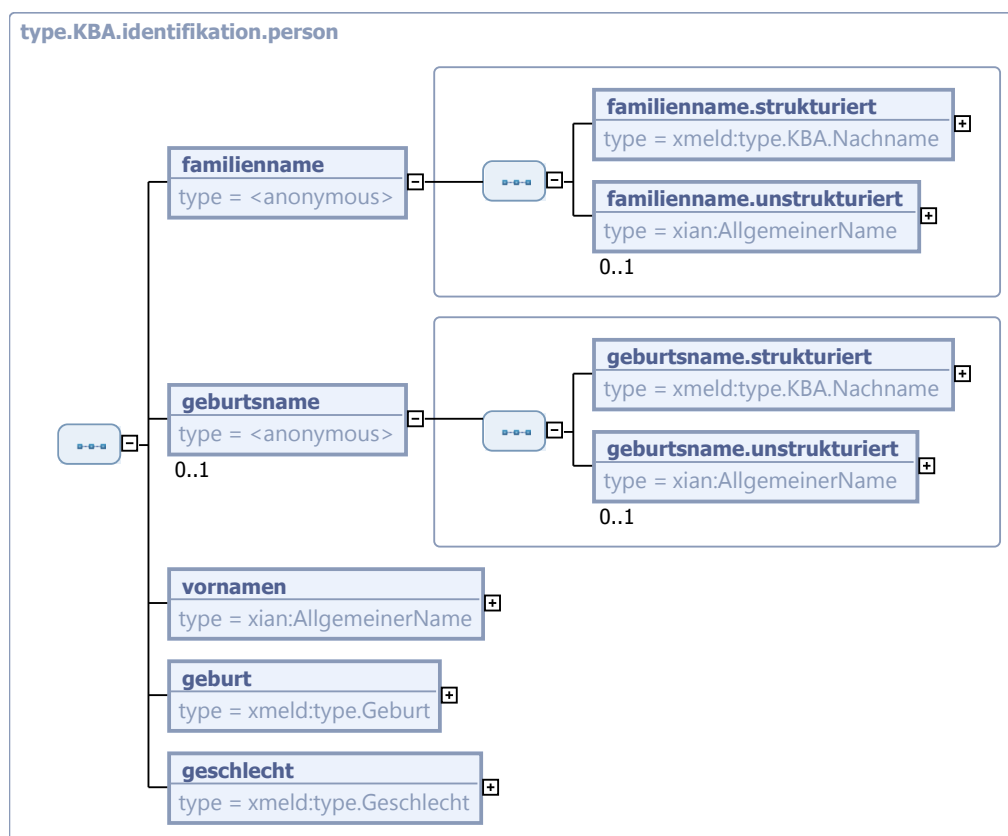 type.KBA.identifikation.person
familienname
type = <anonymous>
familienname.strukturiert
type = xmeld:type.KBA.Nachname
familienname.unstrukturiert
type = xian:AllgemeinerName
0..1
geburtsname
type = <anonymous>
0..1
geburtsname.strukturiert
type = xmeld:type.KBA.Nachname
geburtsname.unstrukturiert
type = xian:AllgemeinerName
0..1
vornamen
type = xian:AllgemeinerName
geburt
type = xmeld:type.Geburt
geschlecht
type = xmeld:type.Geschlecht